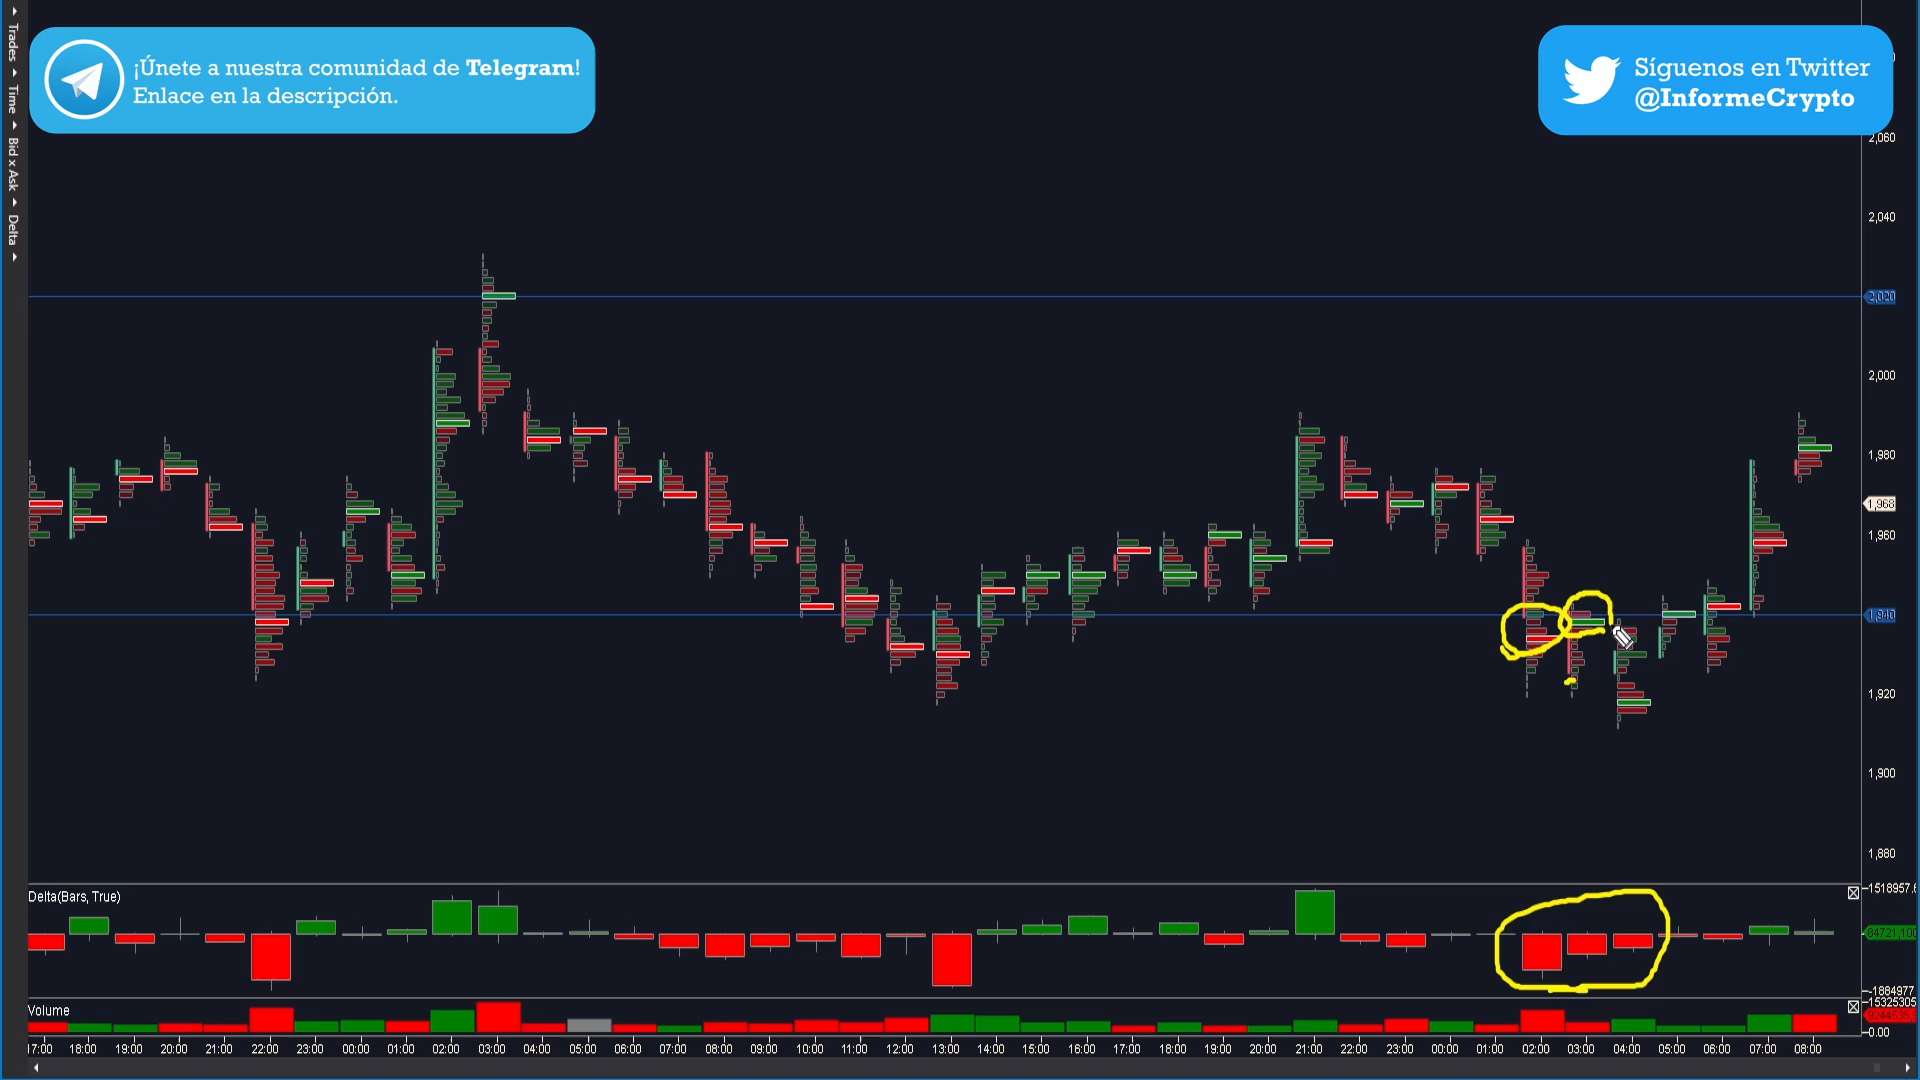 Trades
Time
Bid x Ask
Delta
¡Únete a nuestra comunidad de Telegram!
Enlace en la descripción.
Síguenos en Twitter
@InformeCrypto
2,060
2,040
2,020
2,000
1,980
1,968
1,960
1,940
1,920
1,900
1,880
Delta(Bars, True)
1518957.6
84721,100
-1884977
Volume
15325305
9244535.
0.00
17:00 18:00 19:00 20:00 21:00 22:00 23:00 00:00 01:00 02:00 03:00 04:00 05:00 06:00 07:00 08:00 09:00 10:00 11:00 12:00 13:00 14:00 15:00 16:00 17:00 18:00 19:00 20:00 21:00 22:00 23:00 00:00 01:00 02:00 03:00 04:00 05:00 06:00 07:00 08:00